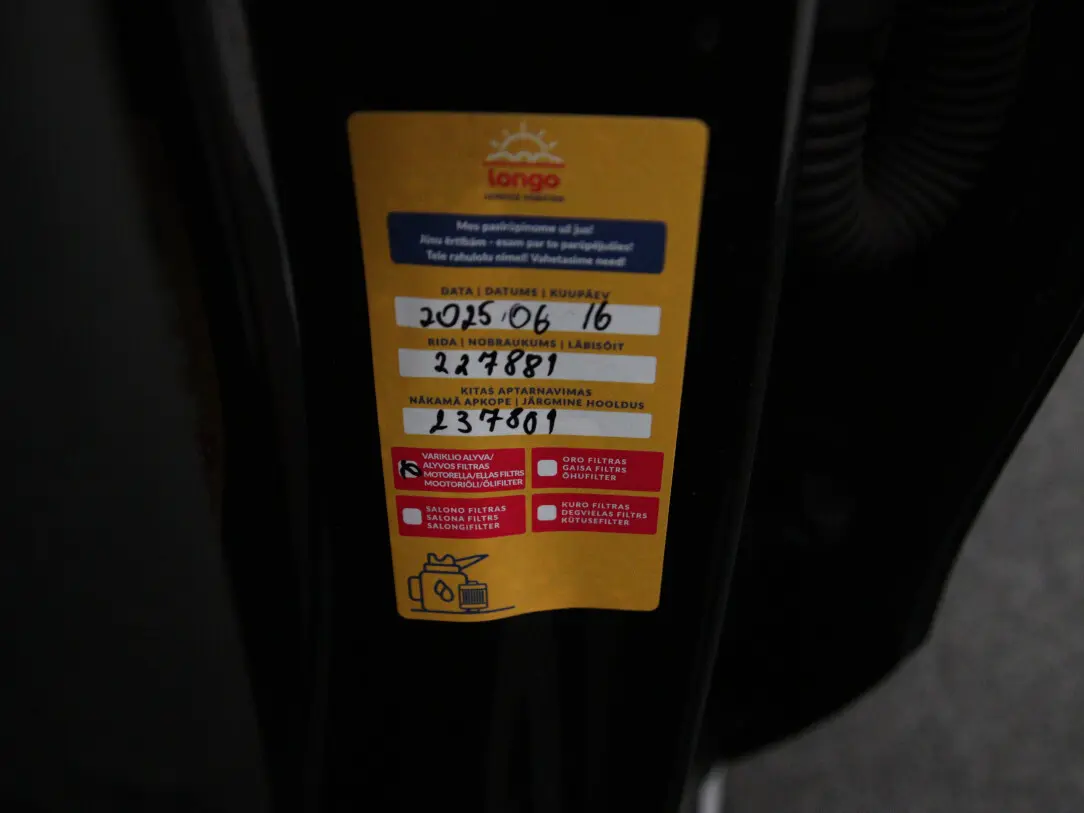 longo
Mes pasirūpinome už jus!
Jūsu ērtībām - esam par to parūpējušies!
Teie rahulolu nimel! Vahetasime need!
DATA | DATUMS | KUUPÄEV
2025.06 16
RIDA | NOBRAUKUMS | LÄBISÕIT
227881
KITAS APTARNAVIMAS
NĀKAMĀ APKOPE | JÄRGMINE HOOLDUS
237801
VARIKLIO ALYVA/
ALYVOS FILTRAS
MOTOREĻĻA/EĻĻAS FILTRS
MOOTORIÕLI/ÕLIFILTER
ORO FILTRAS
GAISA FILTRS
ÕHUFILTER
SALONO FILTRAS
SALONA FILTRS
SALONGIFILTER
KURO FILTRAS
DEGVIELAS FILTRS
KÜTUSEFILTER